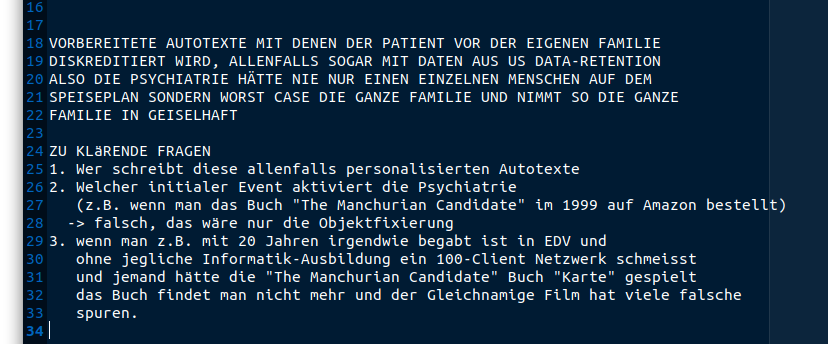 16
17
18 VORBEREITETE AUTOTEXTE MIT DENEN DER PATIENT VOR DER EIGENEN FAMILIE
19 DISKREDITIERT WIRD, ALLENFALLS SOGAR MIT DATEN AUS US DATA-RETENTION
20 ALSO DIE PSYCHIATRIE HÄTTE NIE NUR EINEN EINZELNEN MENSCHEN AUF DEM
21 SPEISEPLAN SONDERN WORST CASE DIE GANZE FAMILIE UND NIMMT SO DIE GANZE
22 FAMILIE IN GEISELHAFT
23
24 ZU KLäRENDE FRAGEN
25 1. Wer schreibt diese allenfalls personalisierten Autotexte
26 2. Welcher initialer Event aktiviert die Psychiatrie
27 (z.B. wenn man das Buch "The Manchurian Candidate" im 1999 auf Amazon bestellt)
28 -> falsch, das wäre nur die Objektfixierung
29 3. wenn man z.B. mit 20 Jahren irgendwie begabt ist in EDV und
30 ohne jegliche Informatik-Ausbildung ein 100-Client Netzwerk schmeisst
31 und jemand hätte die "The Manchurian Candidate" Buch "Karte" gespielt
32 das Buch findet man nicht mehr und der Gleichnamige Film hat viele falsche
33 spuren.
34